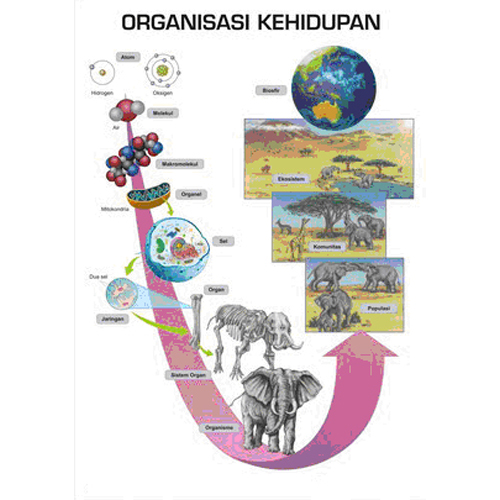 ORGANISASI KEHIDUPAN
Atom
Hidrogen
Oksigen
Molekul
Air
Makromolekul
Organel
Mitokondria
Sel
Dua sel
Jaringan
Organ
Sistem Organ
Organisme
Populasi
Komunitas
Ekosistem
Biosfir